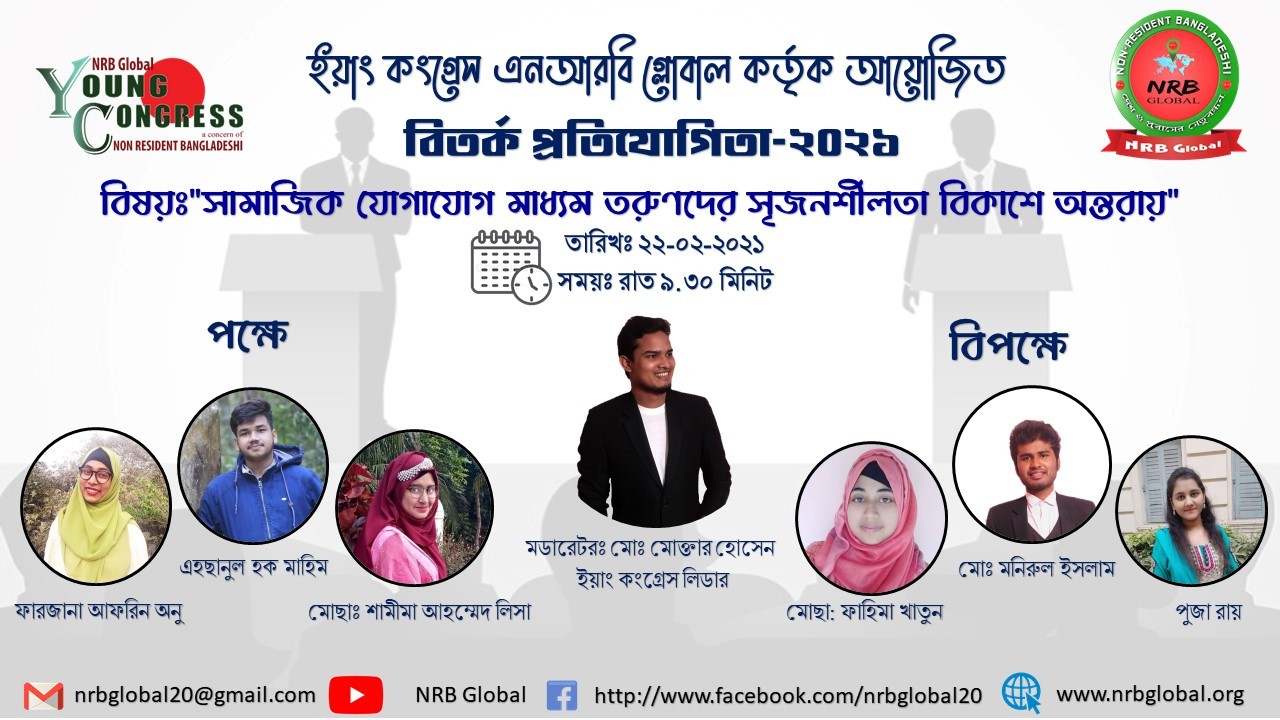 NRB Global
YOUNG
CONGRESS
a concern of
NON RESIDENT BANGLADESHI
ইয়াং কংগ্রেস এনআরবি গ্লোবাল কর্তৃক আয়োজিত
বিতর্ক প্রতিযোগিতা-২০২১
NON RESIDENT BANGLADESHI
NRB
GLOBAL
দেশ ও প্রবাসের সেতুবন্ধনে
NRB Global
বিষয়ঃ"সামাজিক যোগাযোগ মাধ্যম তরুণদের সৃজনশীলতা বিকাশে অন্তরায়"
তারিখঃ ২২-০২-২০২১
সময়ঃ রাত ৯.৩০ মিনিট
পক্ষে
বিপক্ষে
ফারজানা আফরিন অনু
এহছানুল হক মাহিম
মোছাঃ শামীমা আহম্মেদ লিসা
মডারেটরঃ মোঃ মোক্তার হোসেন
ইয়াং কংগ্রেস লিডার
মোছা: ফাহিমা খাতুন
মোঃ মনিরুল ইসলাম
পুজা রায়
nrbglobal20@gmail.com
NRB Global
http://www.facebook.com/nrbglobal20
www.nrbglobal.org